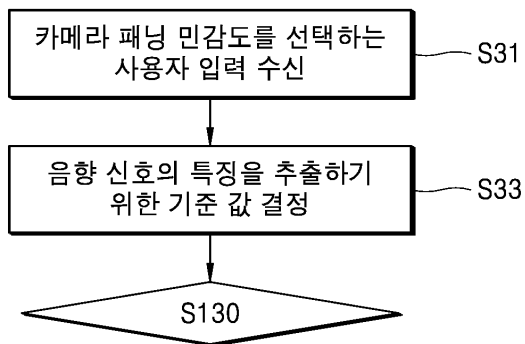 카메라 패닝 민감도를 선택하는
사용자 입력 수신
S31
음향 신호의 특징을 추출하기
위한 기준 값 결정
S33
S130